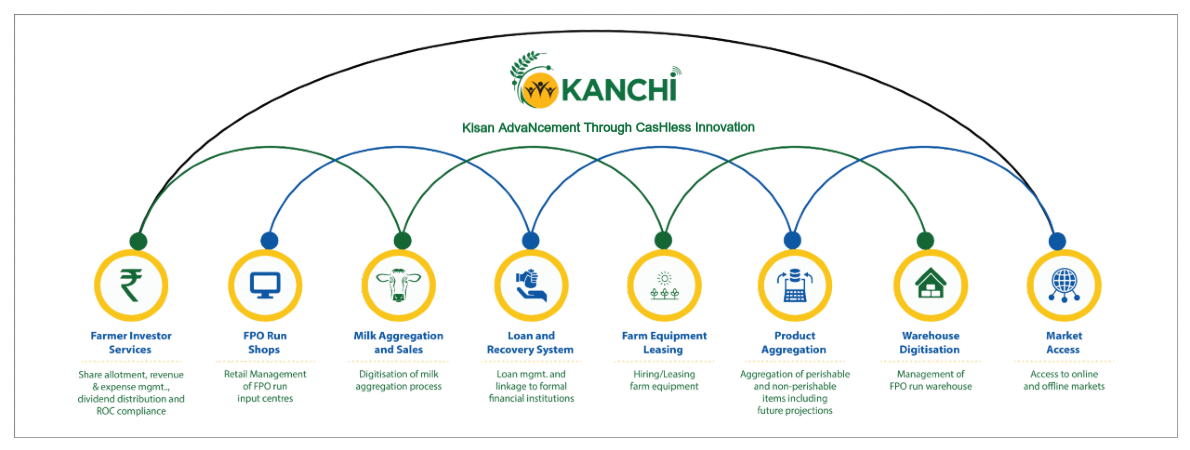 KANCHi
Kisan AdvaNcement Through CasHless Innovation
Farmer Investor
Services
Share allotment, revenue
& expense mgmt..,
dividend distribution and
ROC compliance
FPO Run
Shops
Retail Management
of FPO run
input centres
Milk Aggregation
and Sales
Digitisation of milk
aggregation process
Loan and
Recovery System
Loan mgmt. and
linkage to formal
financial institutions
Farm Equipment
Leasing
Hiring/Leasing
farm equipment
Product
Aggregation
Aggregation of perishable
and non-perishable
items including
future projections
Warehouse
Digitisation
Management of
FPO run warehouse
Market
Access
Access to online
and offline markets